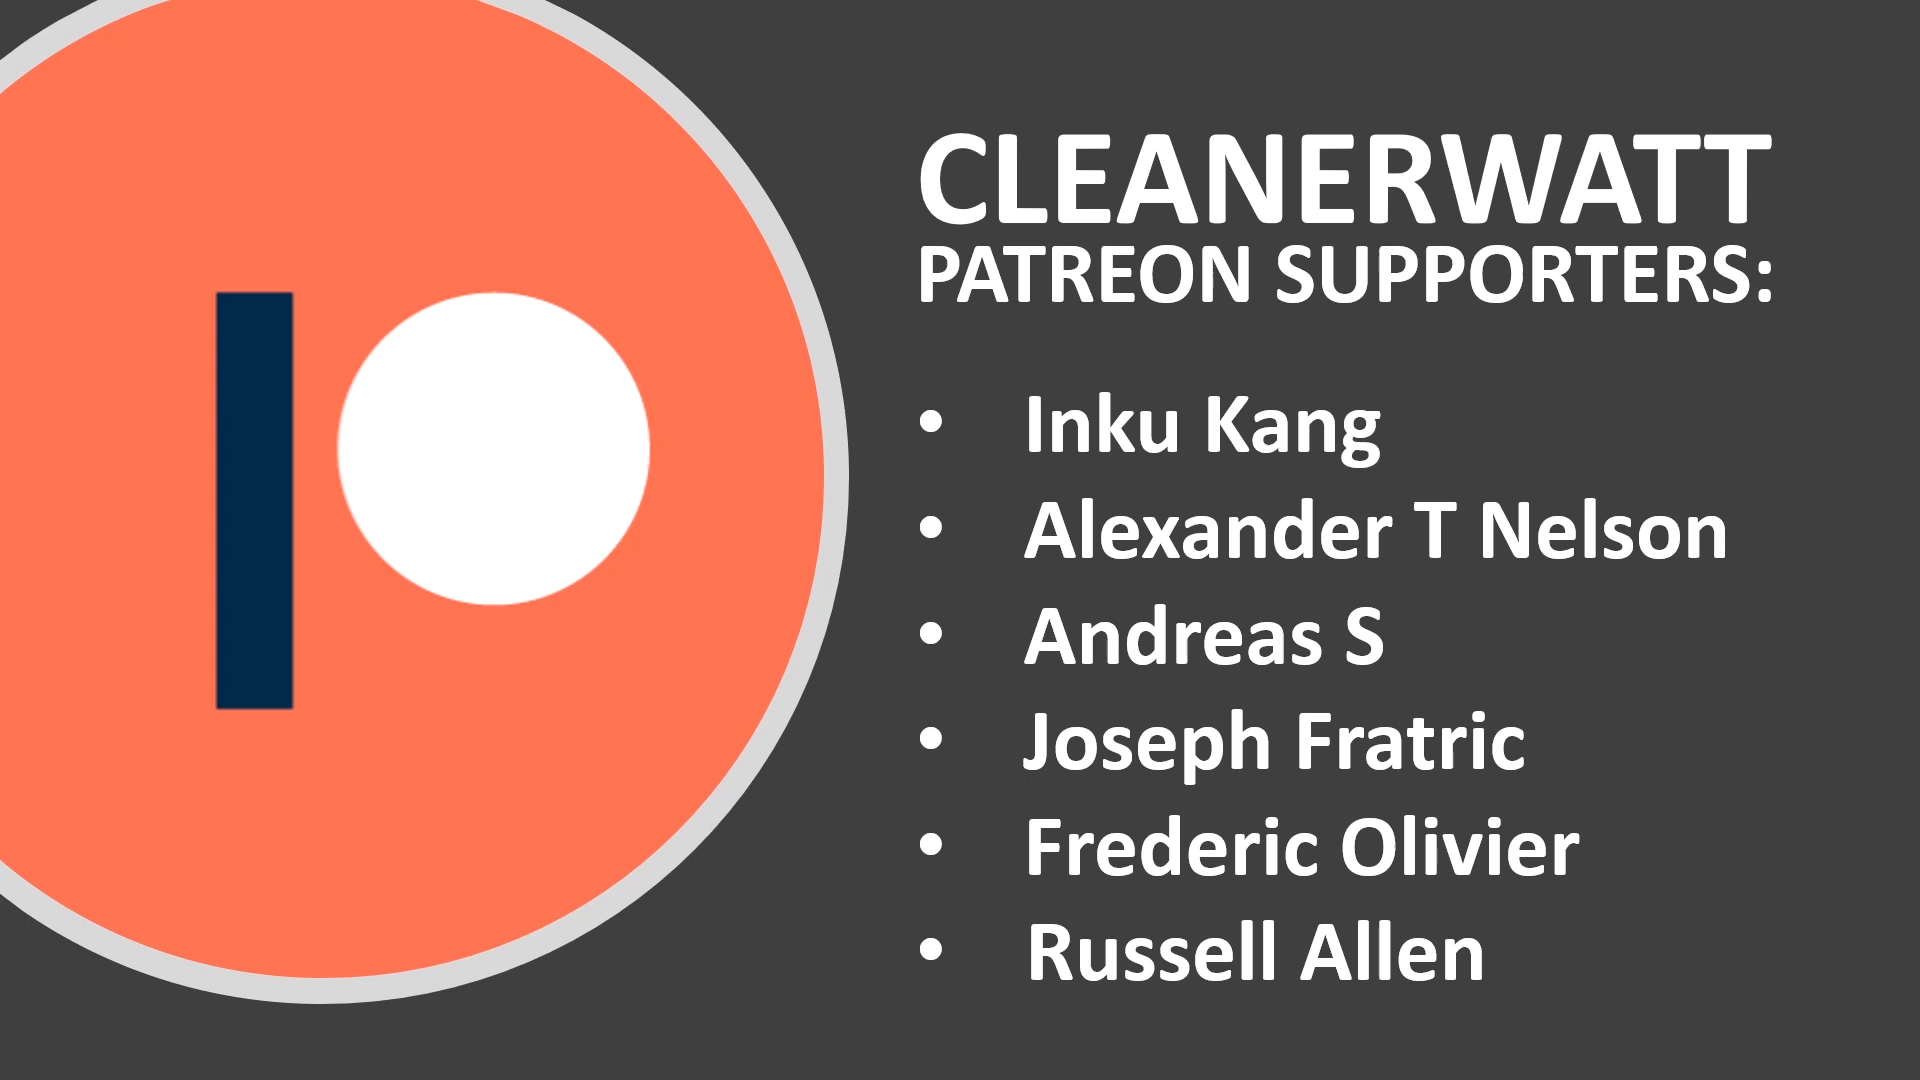 CLEANERWATT
PATREON SUPPORTERS:
• Inku Kang
• Alexander T Nelson
• Andreas S
• Joseph Fratric
• Frederic Olivier
• Russell Allen